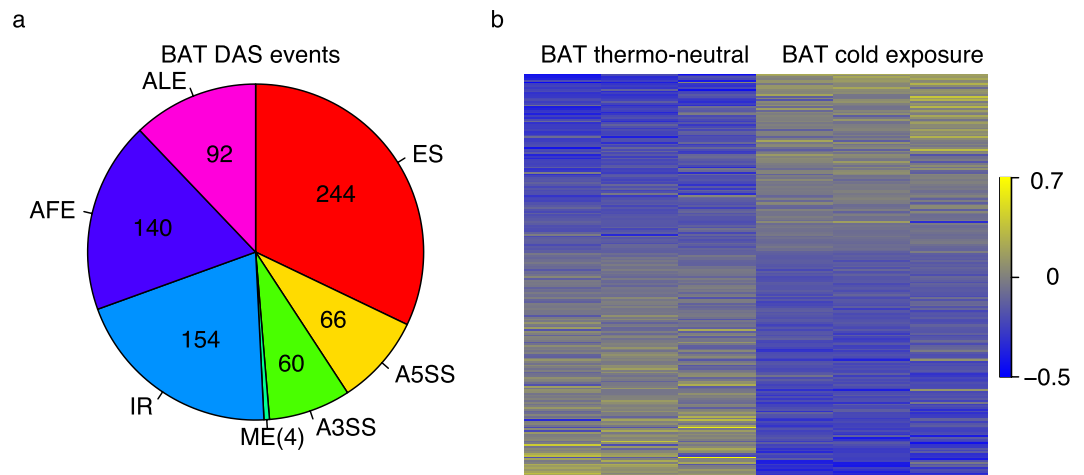 a
BAT DAS events
ALE
92
ES
244
AFE
140
66
A5SS
154
60
IR
ME(4)
A3SS
b
BAT thermo-neutral
BAT cold exposure
0.7
0
−0.5